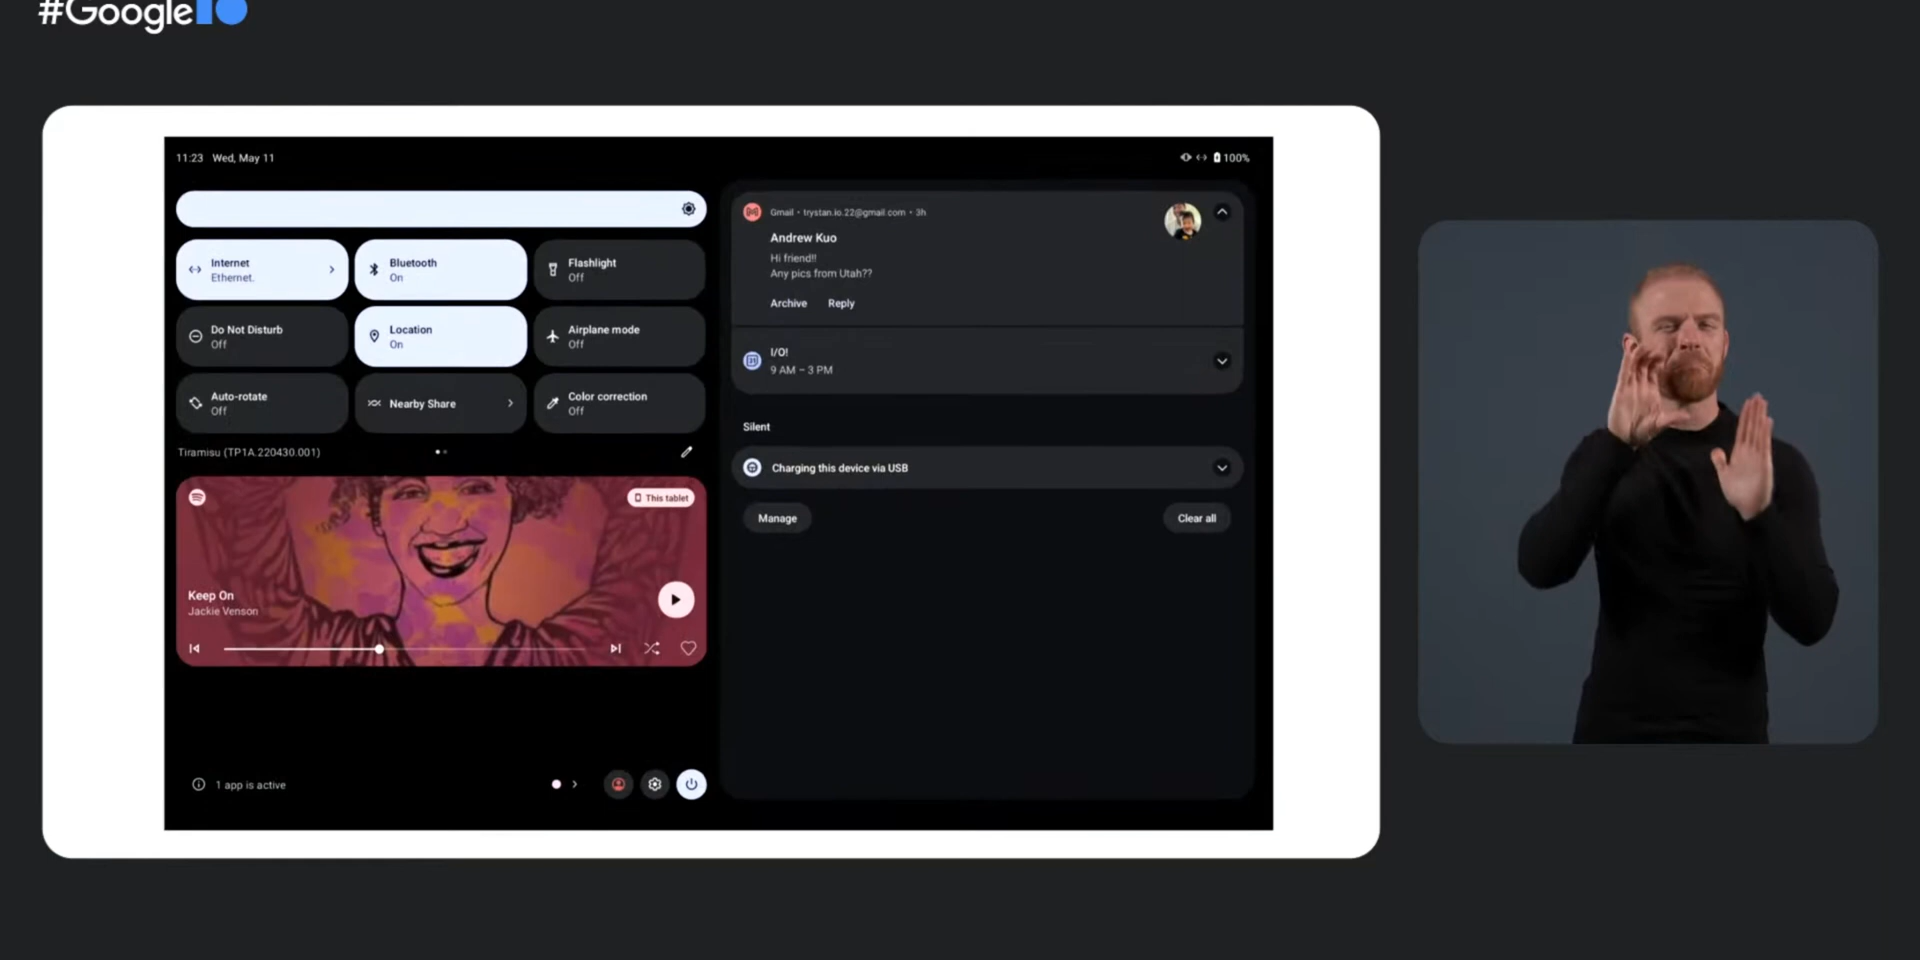 #GoogleIO
11:23 Wed, May 11
100%
Internet
Ethernet.
Bluetooth
On
Flashlight
Off
Do Not Disturb
Off
Location
On
Airplane mode
Off
Auto-rotate
Off
Nearby Share
Color correction
Off
Tiramisu (TP1A.220430.001)
This tablet
Keep On
Jackie Venson
1 app is active
Gmail • trystan.io.22@gmail.com • 3h
Andrew Kuo
Hi friend!!
Any pics from Utah??
Archive Reply
31
I/O!
9 AM – 3 PM
Silent
Charging this device via USB
Manage Clear all